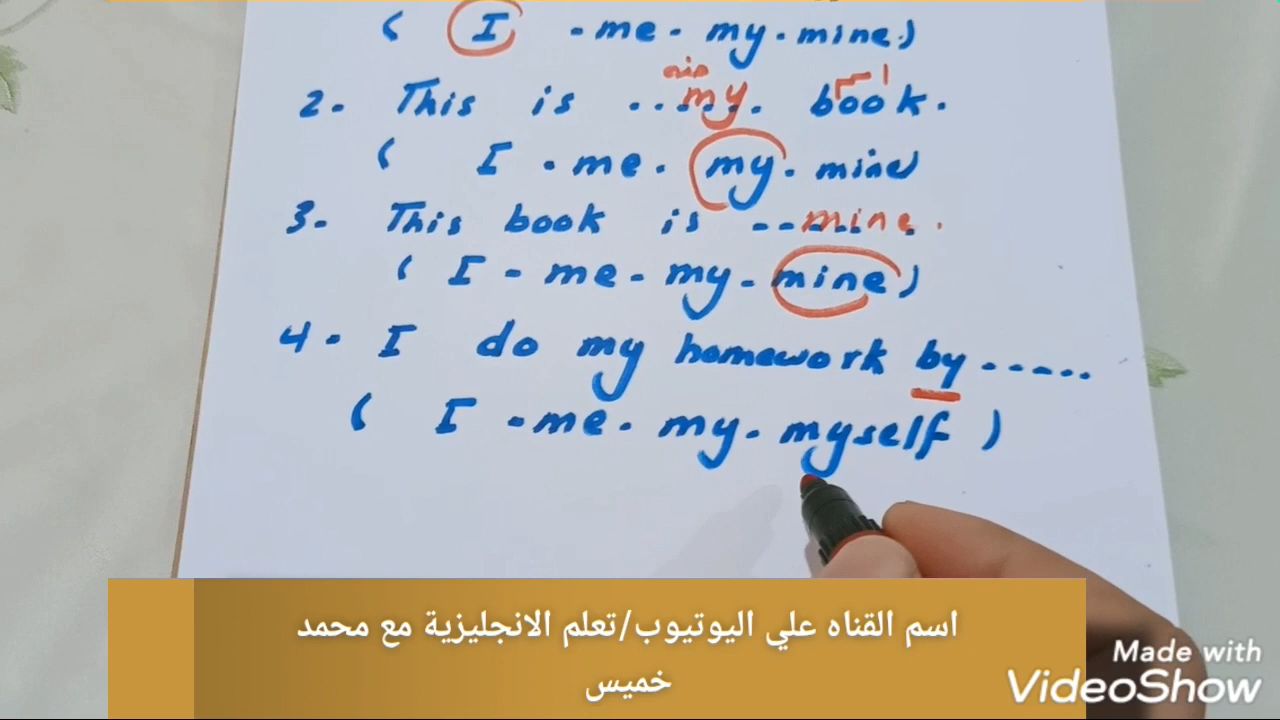 ( I - me - my - mine.)
2- This is ..my.. book.
( I - me - my - mine
3- This book is --mine.
( I - me - my - mine )
4- I do my homework by ------
( I - me - my - myself )
اسم القناه علي اليوتيوب/تعلم الانجليزية مع محمد
خميس
Made with
VideoShow